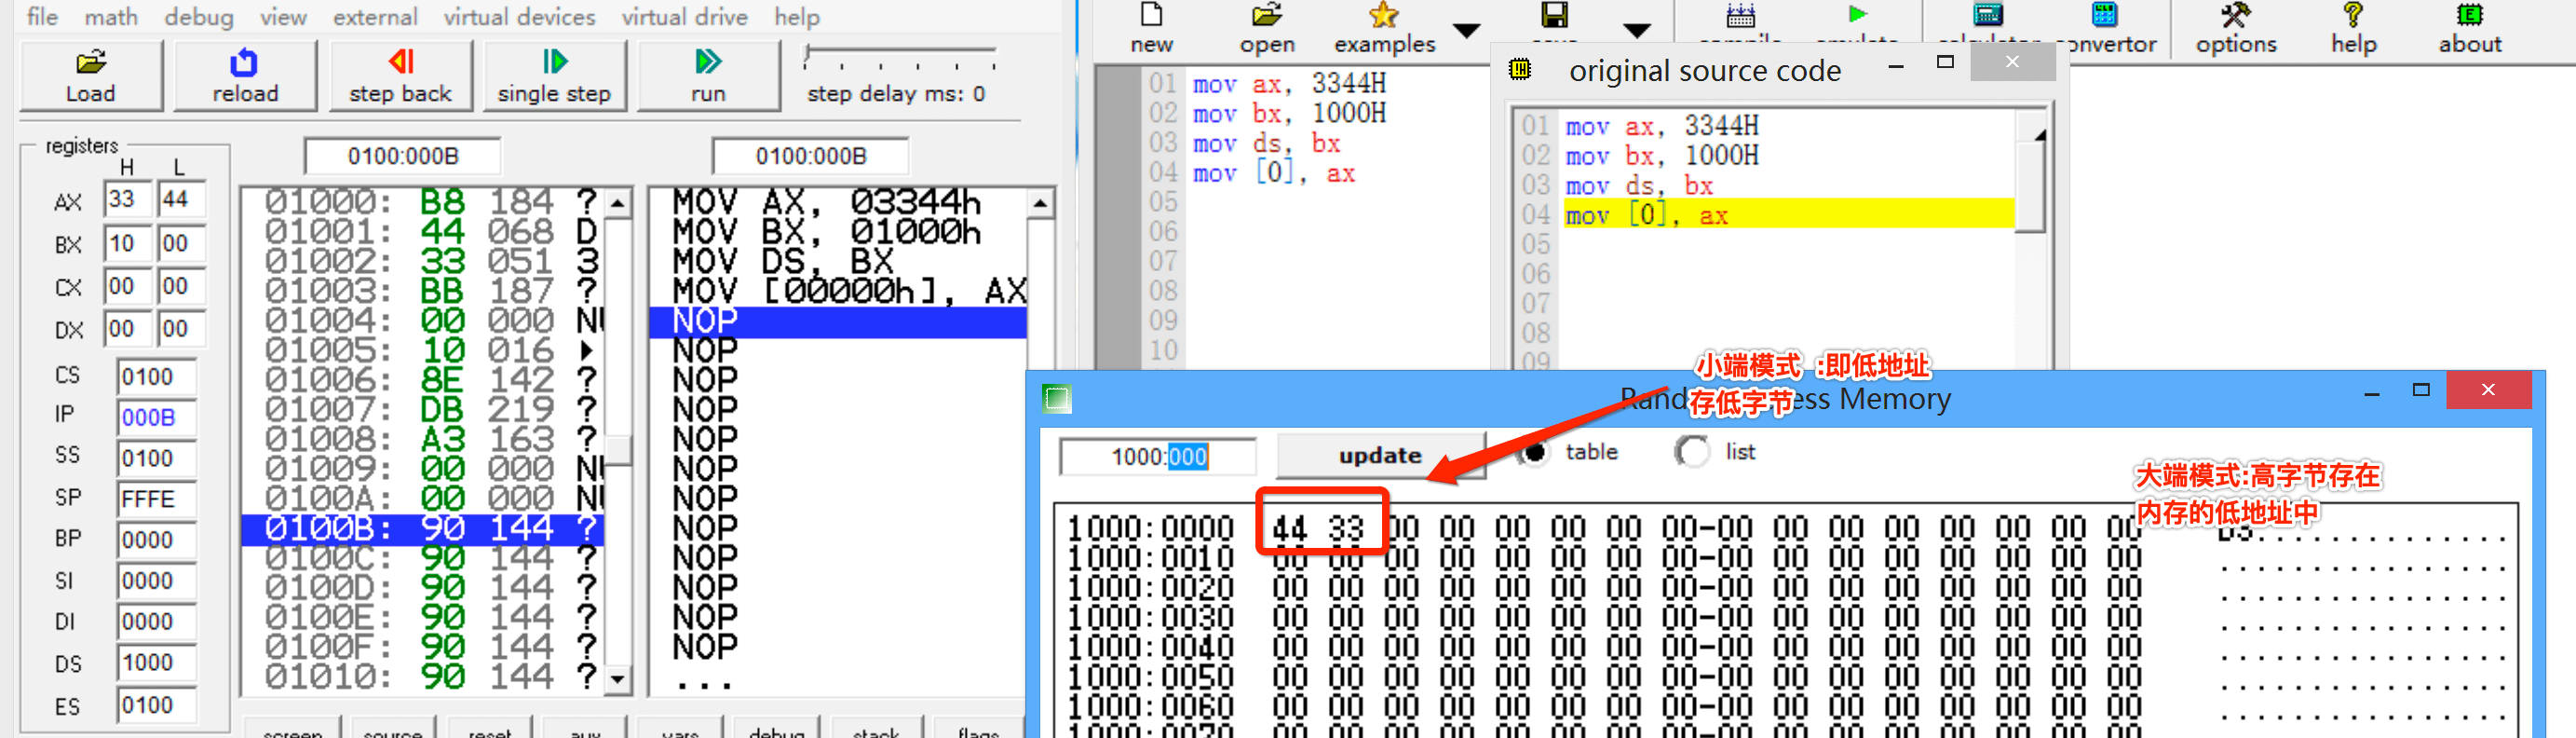 file math debug view external virtual devices virtual drive help
Load reload step back single step run step delay ms: 0
registers
H L
AX 33 44
BX 10 00
CX 00 00
DX 00 00
CS 0100
IP 000B
SS 0100
SP FFFE
BP 0000
SI 0000
DI 0000
DS 1000
ES 0100
0100:000B
01000: B8 184 ?
01001: 44 068 D
01002: 33 051 3
01003: BB 187 ?
01004: 00 000
01005: 10 016
01006: 8E 142 ?
01007: DB 219 ?
01008: A3 163 ?
01009: 00 000
0100A: 00 000
0100B: 90 144 ?
0100C: 90 144 ?
0100D: 90 144 ?
0100E: 90 144 ?
0100F: 90 144 ?
01010: 90 144 ?
0100:000B
MOV AX, 03344h
MOV BX, 01000h
MOV DS, BX
MOV [00000h], AX
NOP
NOP
NOP
NOP
NOP
NOP
NOP
NOP
NOP
NOP
NOP
NOP
...
screen source reset aux vars debug stack flags
new open examples save compile emulate calculator convertor options help about
01 mov ax, 3344H
02 mov bx, 1000H
03 mov ds, bx
04 mov [0], ax
05
06
07
08
09
10
original source code
01 mov ax, 3344H
02 mov bx, 1000H
03 mov ds, bx
04 mov [0], ax
05
06
07
08
09
小端模式 :即低地址
存低字节
Memory
1000:000 update table list
大端模式:高字节存在
内存的低地址中
1000:0000 44 33 00 00 00 00 00 00-00 00 00 00 00 00 00 00 D3..............
1000:0010 00 00 00 00 00 00 00 00-00 00 00 00 00 00 00 00 ................
1000:0020 00 00 00 00 00 00 00 00-00 00 00 00 00 00 00 00 ................
1000:0030 00 00 00 00 00 00 00 00-00 00 00 00 00 00 00 00 ................
1000:0040 00 00 00 00 00 00 00 00-00 00 00 00 00 00 00 00 ................
1000:0050 00 00 00 00 00 00 00 00-00 00 00 00 00 00 00 00 ................
1000:0060 00 00 00 00 00 00 00 00-00 00 00 00 00 00 00 00 ................
1000:0070 00 00 00 00 00 00 00 00-00 00 00 00 00 00 00 00